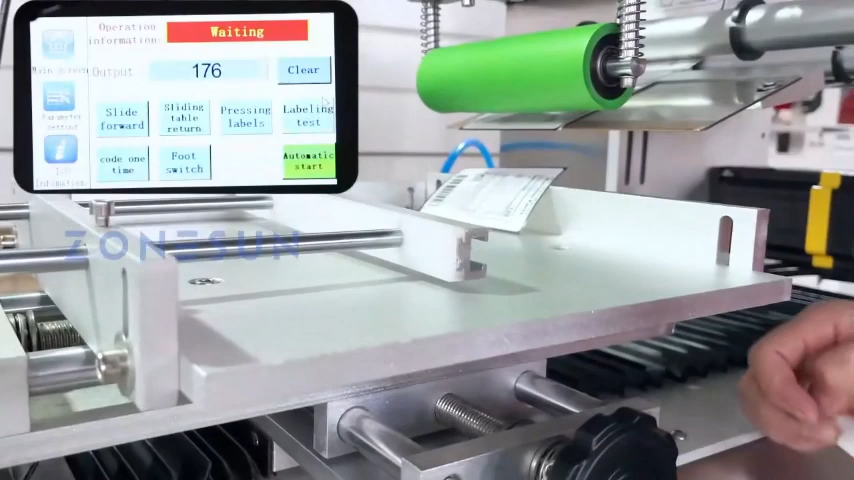 Operation
information:
Waiting
Main screen
Output
176
Clear
Parameter
setting
Slide
forward
Sliding
table
return
Pressing
labels
Labeling
test
code one
time
Foot
switch
Automatic
start
ZONESUN